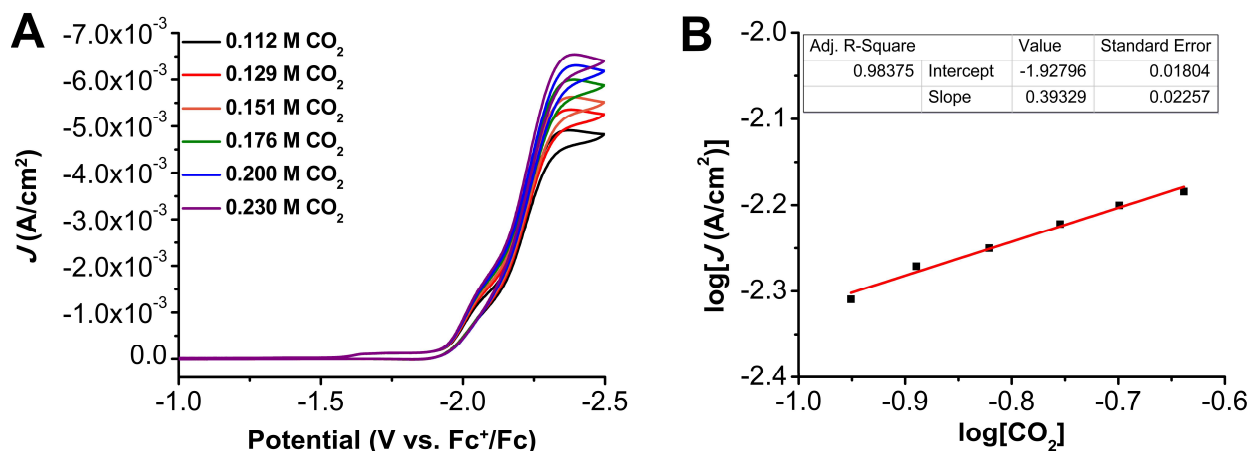 A
-7.0x10⁻³
-6.0x10⁻³
-5.0x10⁻³
-4.0x10⁻³
-3.0x10⁻³
-2.0x10⁻³
-1.0x10⁻³
0.0
J (A/cm²)
0.112 M CO₂
0.129 M CO₂
0.151 M CO₂
0.176 M CO₂
0.200 M CO₂
0.230 M CO₂
-1.0 -1.5 -2.0 -2.5
Potential (V vs. Fc⁺/Fc)
B
-2.0
-2.1
-2.2
-2.3
-2.4
log[J (A/cm²)]
Adj. R-Square Value Standard Error
0.98375 Intercept -1.92796 0.01804
Slope 0.39329 0.02257
-1.0 -0.9 -0.8 -0.7 -0.6
log[CO₂]